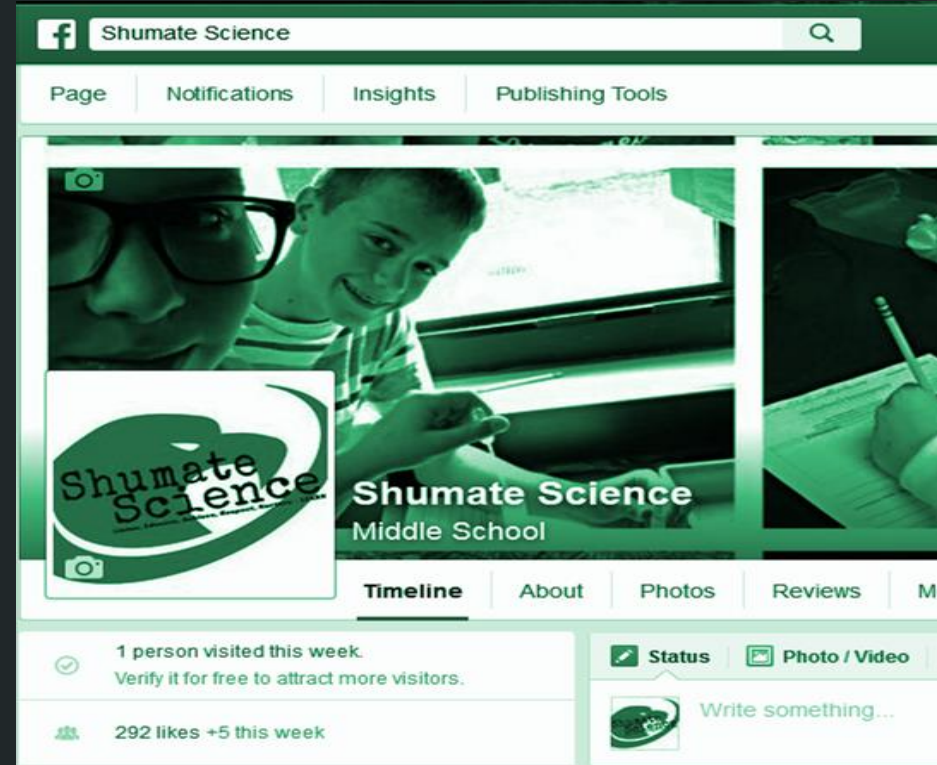 Shumate Science
Page Notifications Insights Publishing Tools
Shumate
Science
Shumate Science
Middle School
Timeline About Photos Reviews M
1 person visited this week.
Verify it for free to attract more visitors.
292 likes +5 this week
Status Photo / Video
Write something...